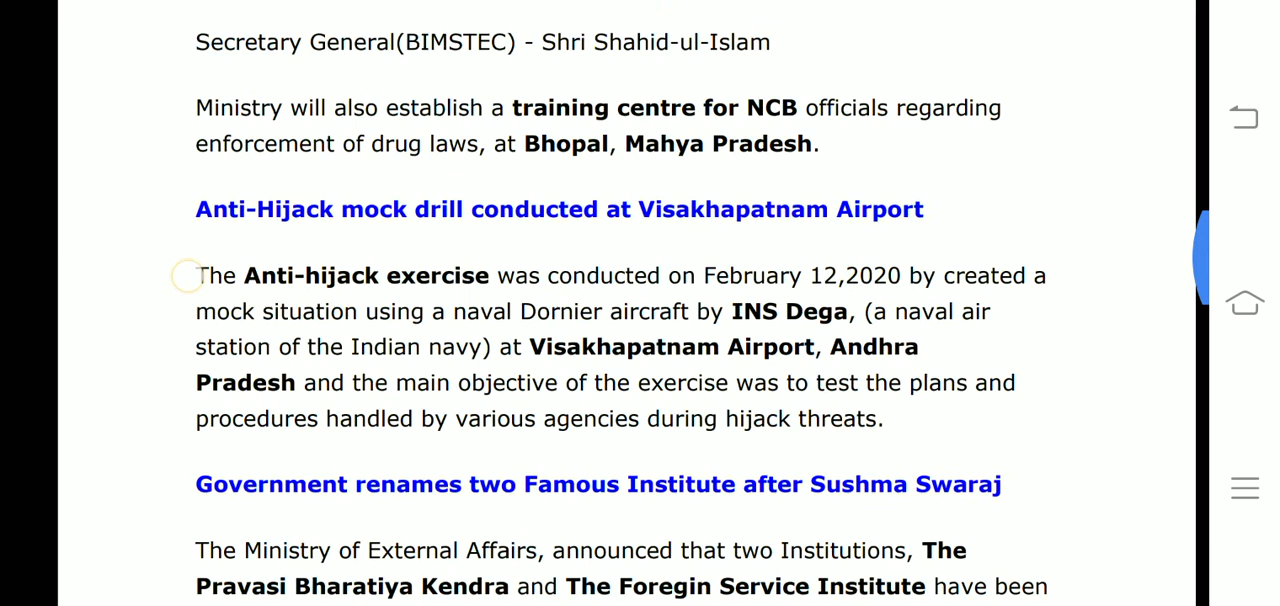 Secretary General(BIMSTEC) - Shri Shahid-ul-Islam
Ministry will also establish a training centre for NCB officials regarding
enforcement of drug laws, at Bhopal, Mahya Pradesh.
Anti-Hijack mock drill conducted at Visakhapatnam Airport
The Anti-hijack exercise was conducted on February 12,2020 by created a
mock situation using a naval Dornier aircraft by INS Dega, (a naval air
station of the Indian navy) at Visakhapatnam Airport, Andhra
Pradesh and the main objective of the exercise was to test the plans and
procedures handled by various agencies during hijack threats.
Government renames two Famous Institute after Sushma Swaraj
The Ministry of External Affairs, announced that two Institutions, The
Pravasi Bharatiya Kendra and The Foregin Service Institute have been